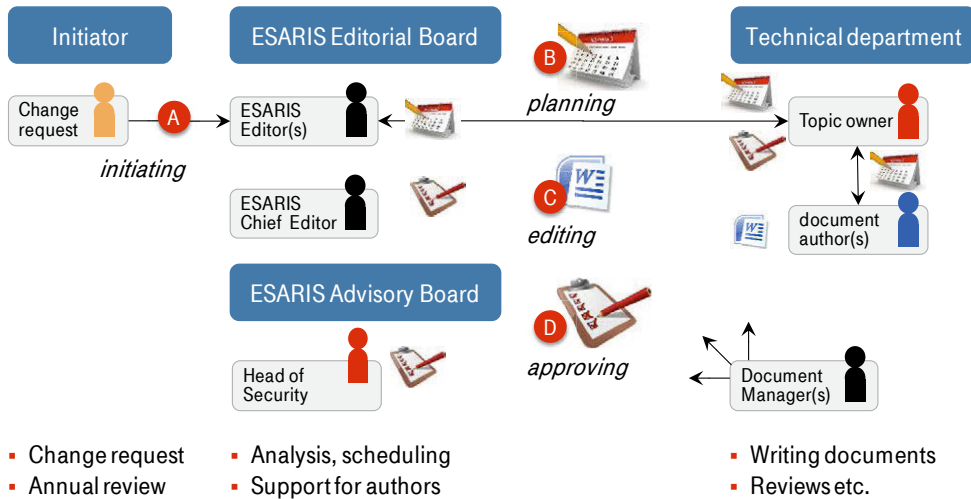 Initiator
ESARIS Editorial Board
Technical department
B
planning
Change
request
A
initiating
ESARIS
Editor(s)
Topic owner
ESARIS
Chief Editor
C
editing
W
document
author(s)
W
ESARIS Advisory Board
D
approving
Head of
Security
Document
Manager(s)
▪ Change request
▪ Annual review
▪ Analysis, scheduling
▪ Support for authors
▪ Writing documents
▪ Reviews etc.